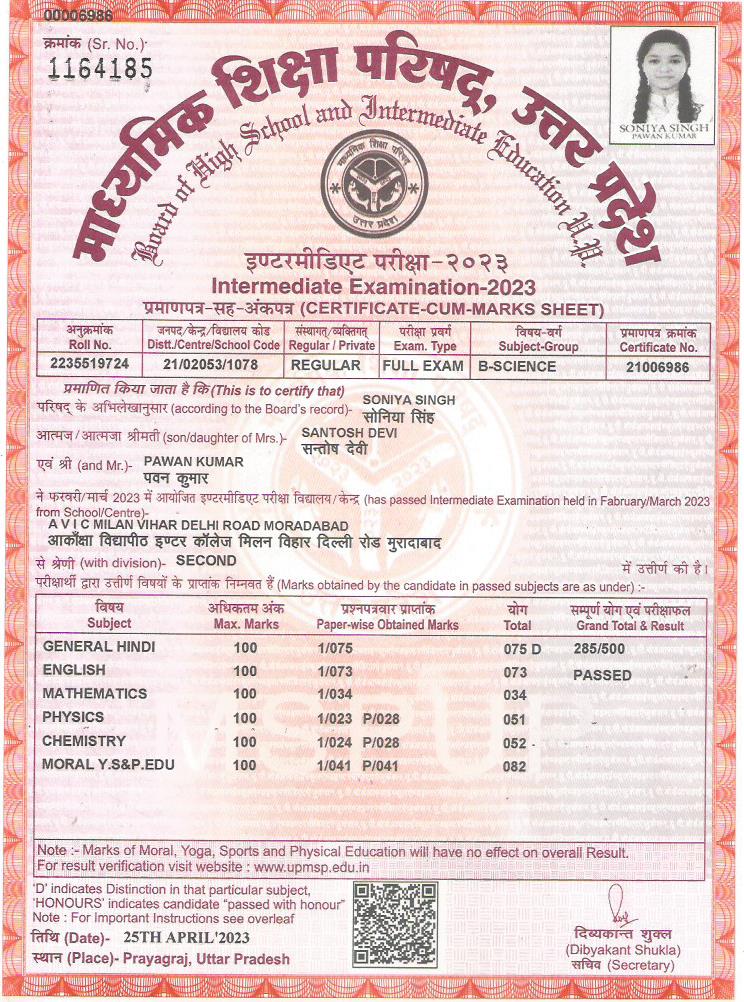 00006986
क्रमांक (Sr. No.)
1164185
माध्यमिक शिक्षा परिषद्, उत्तर प्रदेश
Board of High School and Intermediate Education U.P.
SONIYA SINGH
PAWAN KUMAR
माध्यमिक शिक्षा परिषद
उत्तर प्रदेश
इण्टरमीडिएट परीक्षा-२०२३
Intermediate Examination-2023
प्रमाणपत्र-सह-अंकपत्र (CERTIFICATE-CUM-MARKS SHEET)
अनुक्रमांक जनपद/केन्द्र/विद्यालय कोड संस्थागत/व्यक्तिगत परीक्षा प्रवर्ग विषय-वर्ग प्रमाणपत्र क्रमांक
Roll No. Distt./Centre/School Code Regular / Private Exam. Type Subject-Group Certificate No.
2235519724 21/02053/1078 REGULAR FULL EXAM B-SCIENCE 21006986
प्रमाणित किया जाता है कि (This is to certify that)
SONIYA SINGH
परिषद् के अभिलेखानुसार (according to the Board's record)- सोनिया सिंह
SANTOSH DEVI
आत्मज/आत्मजा श्रीमती (son/daughter of Mrs.)- सन्तोष देवी
एवं श्री (and Mr.)- PAWAN KUMAR
पवन कुमार
ने फरवरी/मार्च 2023 में आयोजित इण्टरमीडिएट परीक्षा विद्यालय/केन्द्र (has passed Intermediate Examination held in Fabruary/March 2023
from School/Centre)-
A V I C MILAN VIHAR DELHI ROAD MORADABAD
आकाँक्षा विद्यापीठ इण्टर कॉलेज मिलन विहार दिल्ली रोड मुरादाबाद
से श्रेणी (with division)- SECOND में उत्तीर्ण की है।
परीक्षार्थी द्वारा उत्तीर्ण विषयों के प्राप्तांक निम्नवत हैं (Marks obtained by the candidate in passed subjects are as under) :-
विषय अधिकतम अंक प्रश्नपत्रवार प्राप्तांक योग सम्पूर्ण योग एवं परीक्षाफल
Subject Max. Marks Paper-wise Obtained Marks Total Grand Total & Result
GENERAL HINDI 100 1/075 075 D 285/500
ENGLISH 100 1/073 073 PASSED
MATHEMATICS 100 1/034 034
PHYSICS 100 1/023 P/028 051
CHEMISTRY 100 1/024 P/028 052
MORAL Y.S&P.EDU 100 1/041 P/041 082
MSPUP
Note :- Marks of Moral, Yoga, Sports and Physical Education will have no effect on overall Result.
For result verification visit website : www.upmsp.edu.in
'D' indicates Distinction in that particular subject,
'HONOURS' indicates candidate "passed with honour"
Note : For Important Instructions see overleaf
तिथि (Date)- 25TH APRIL'2023
स्थान (Place)- Prayagraj, Uttar Pradesh
दिब्यकान्त शुक्ल
(Dibyakant Shukla)
सचिव (Secretary)